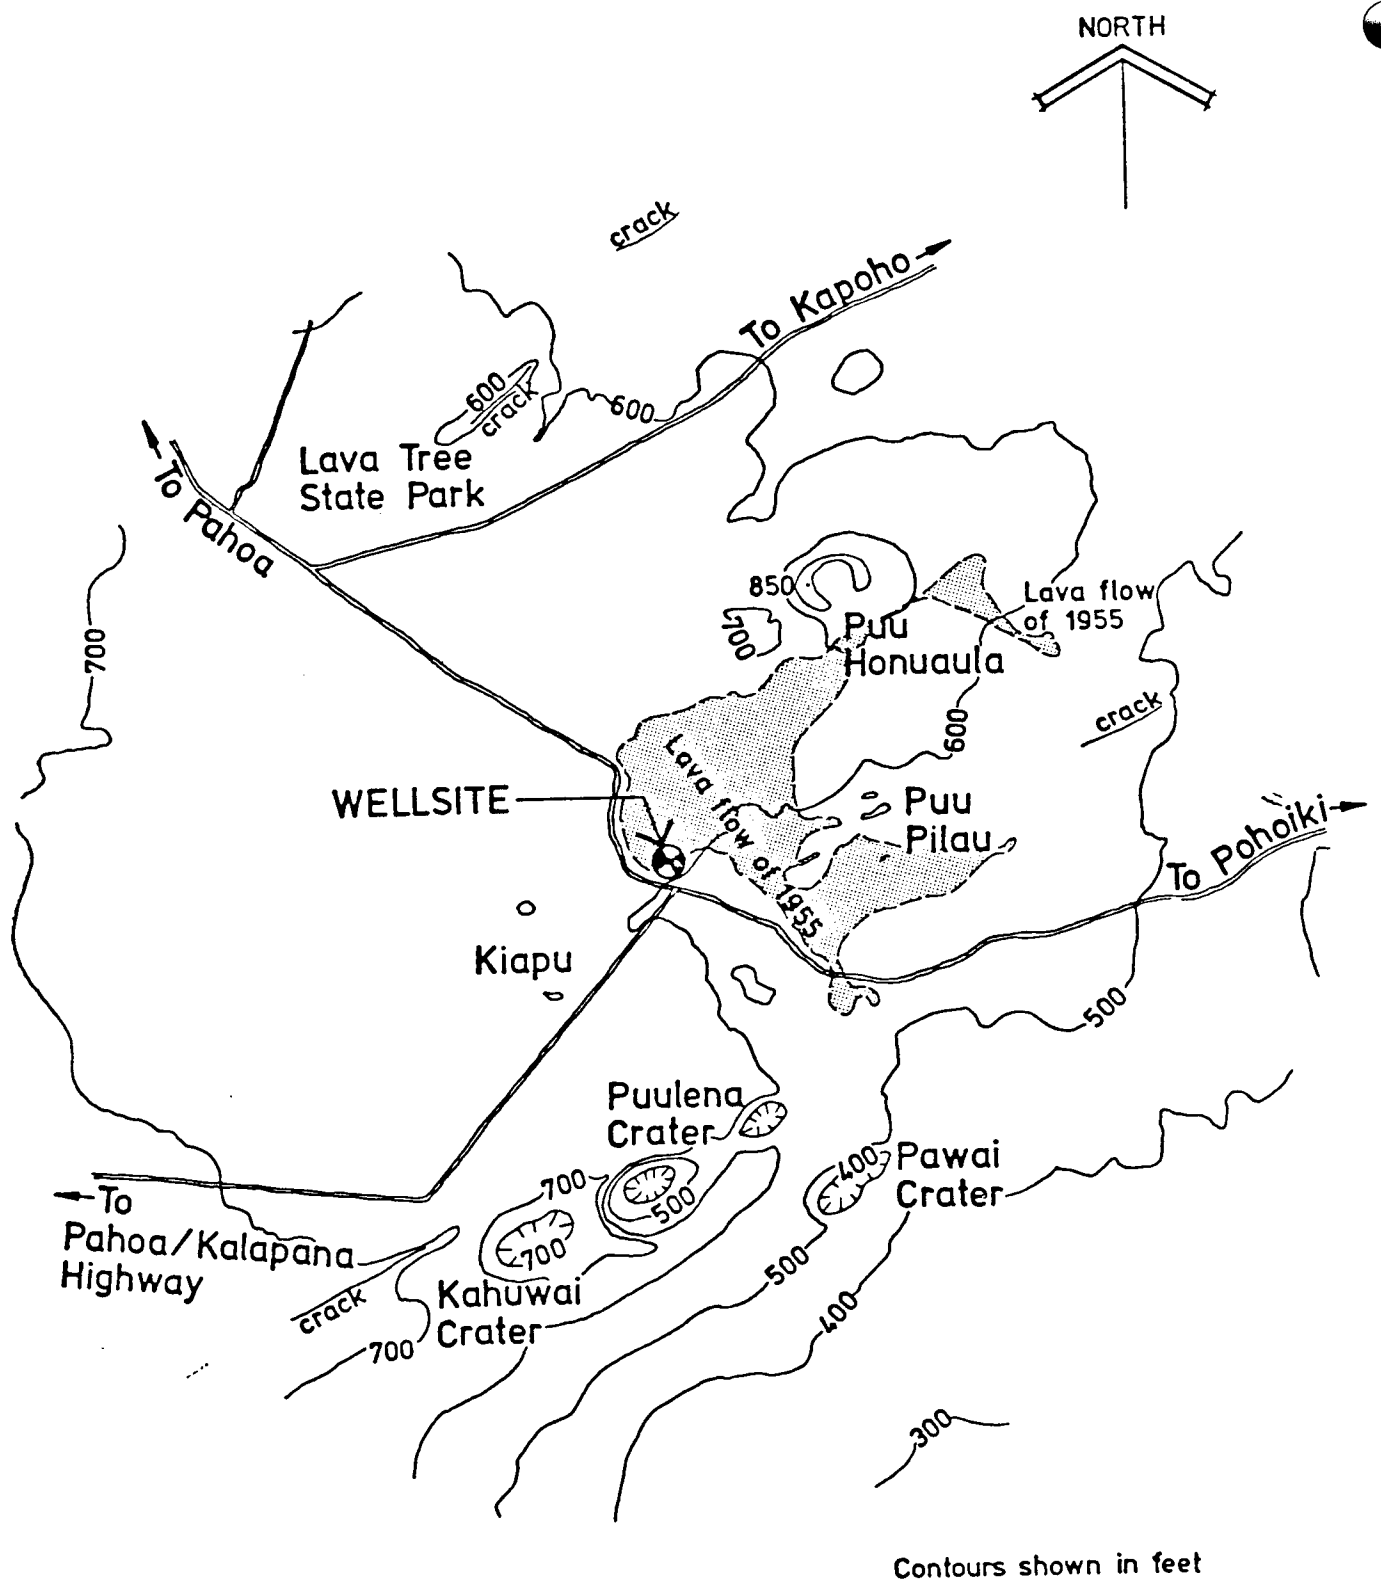 NORTH
crack
To Kapoho
600
crack
600
Lava Tree
State Park
To Pahoa
850
700
Puu
Honuaula
Lava flow
of 1955
700
crack
600
Lava flow of 1955
WELLSITE
Puu
Pilau
To Pohoiki
Kiapu
500
Puulena
Crater
400
Pawai
Crater
700
500
To
Pahoa/Kalapana
Highway
700
500
crack
Kahuwai
Crater
400
700
300
Contours shown in feet